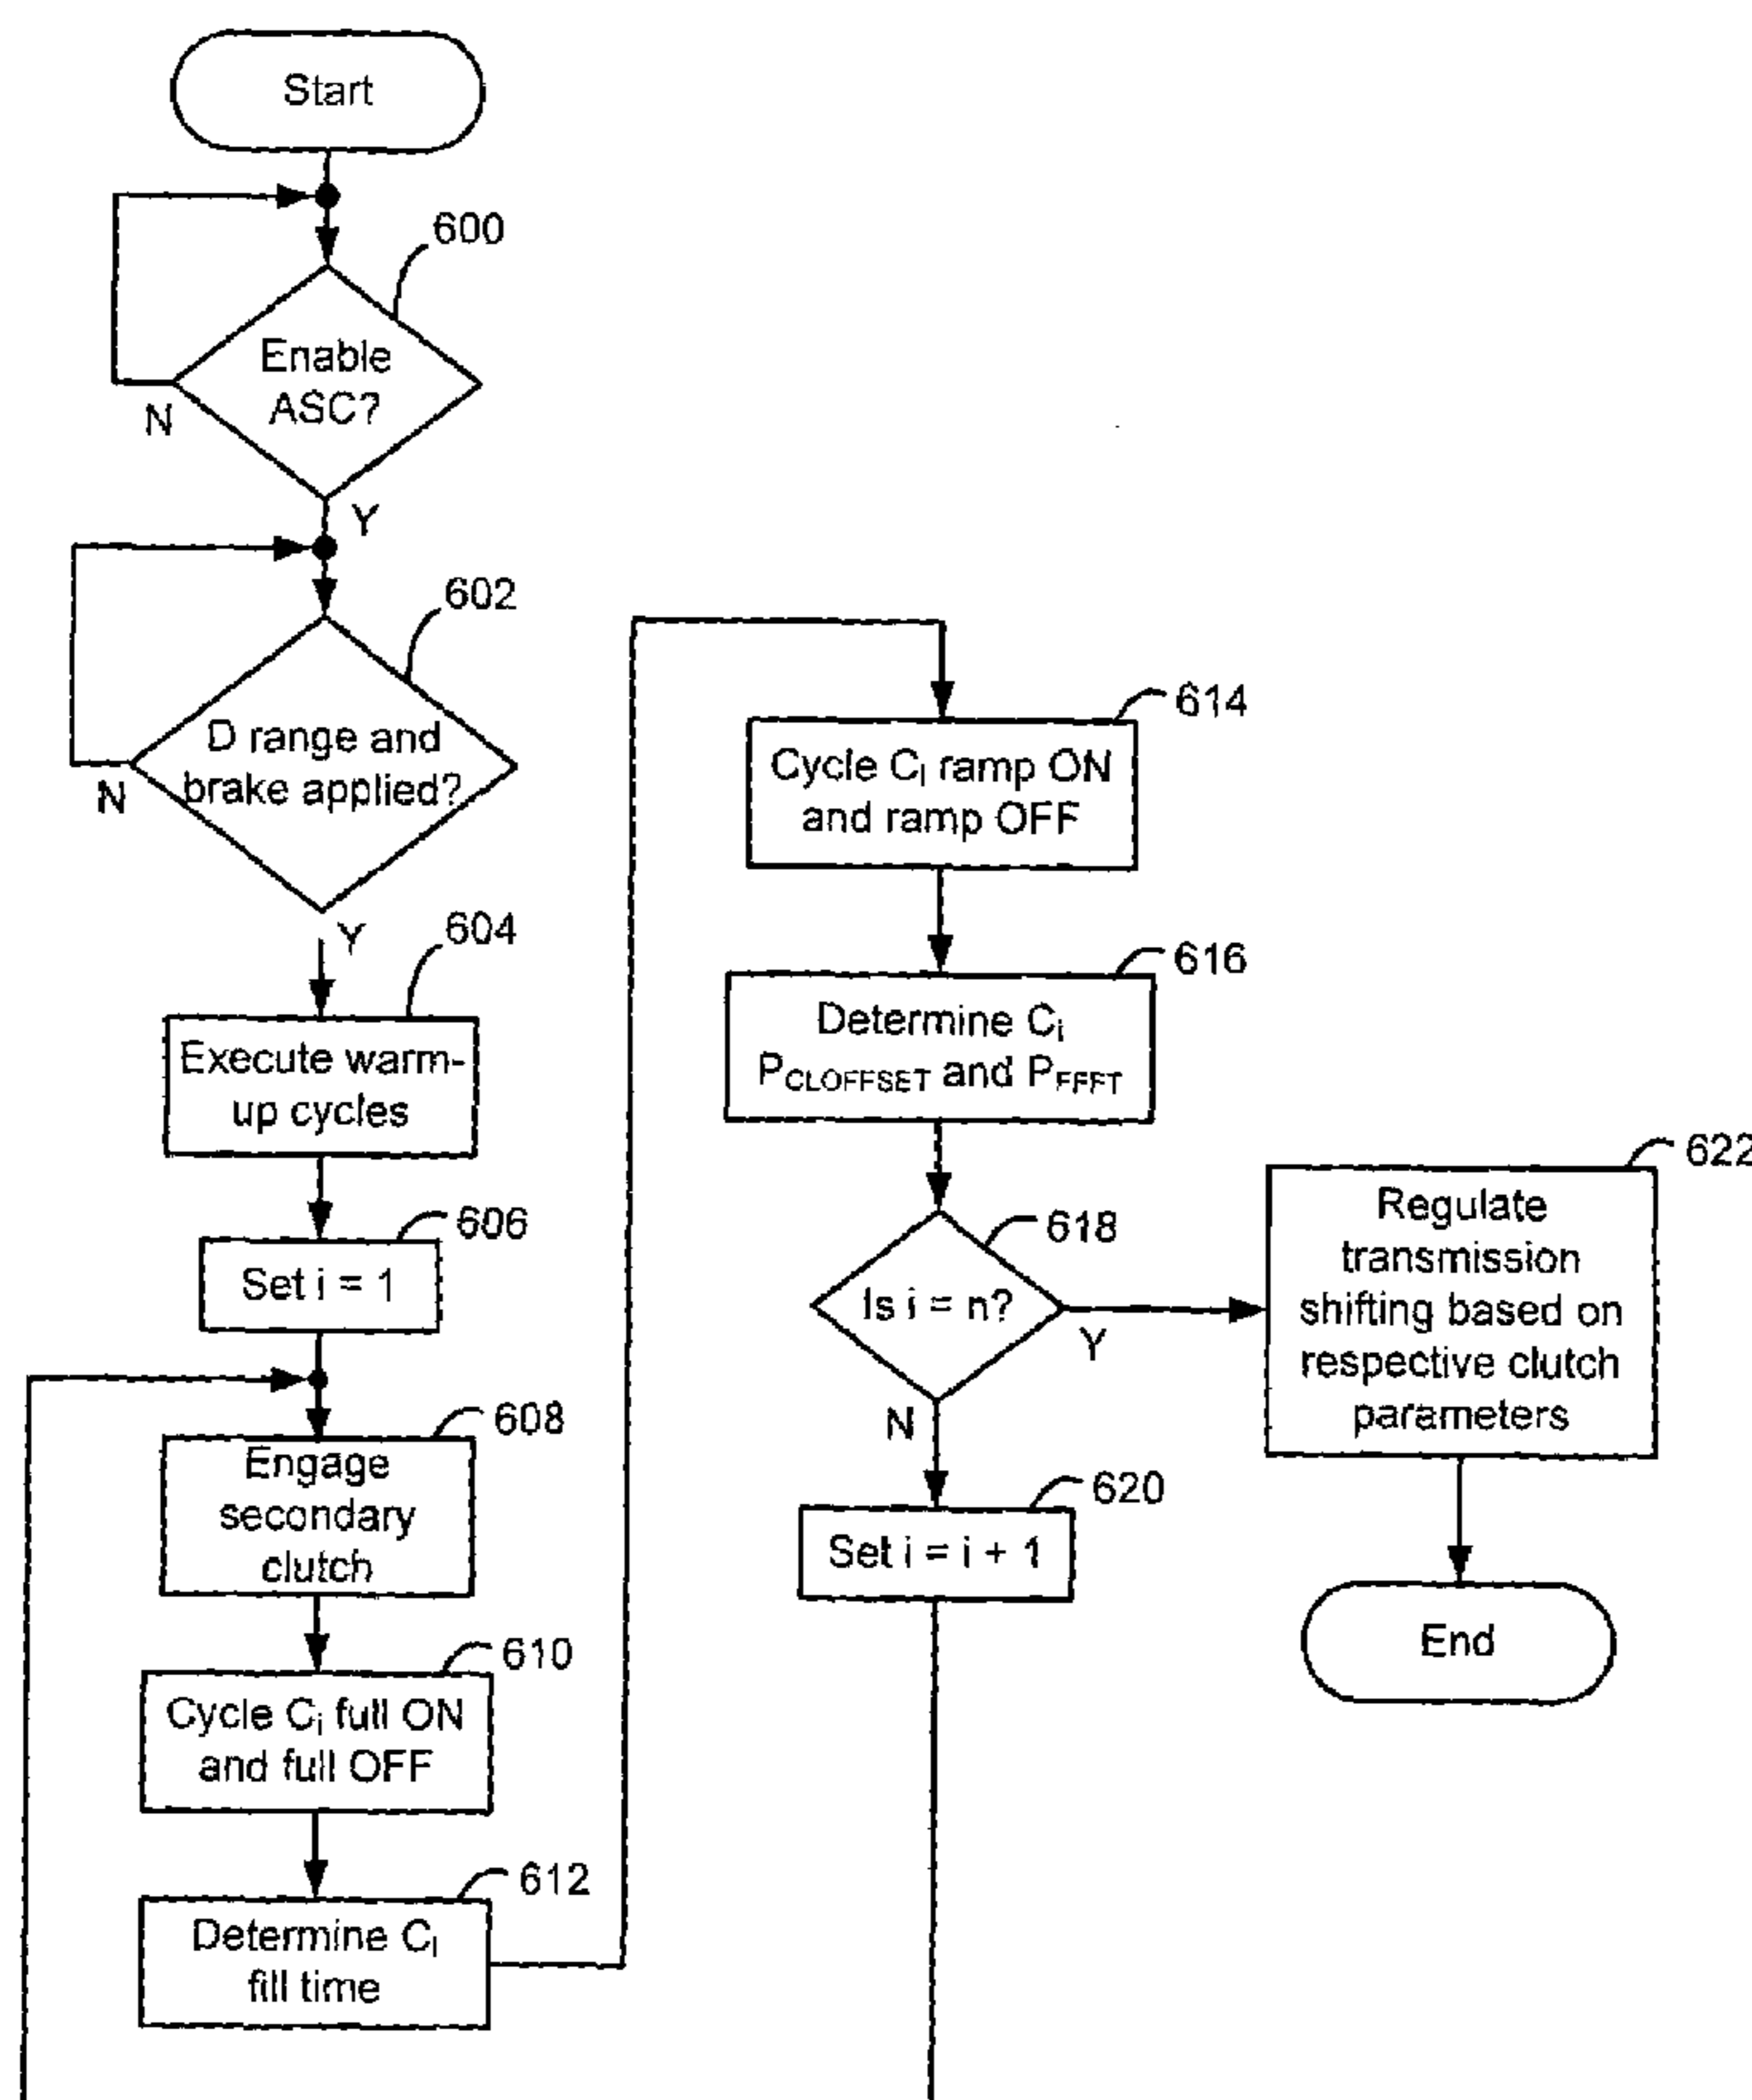 Start
600
Enable
ASC?
N
Y
602
D range and
brake applied?
N
Y
604
Execute warm-
up cycles
606
Set i = 1
608
Engage
secondary
clutch
610
Cycle Ci full ON
and full OFF
612
Determine Ci
fill time
614
Cycle Ci ramp ON
and ramp OFF
616
Determine Ci
PCLOFFSET and PFFFT
618
Is i = n?
Y
N
620
Set i = i + 1
622
Regulate
transmission
shifting based on
respective clutch
parameters
End